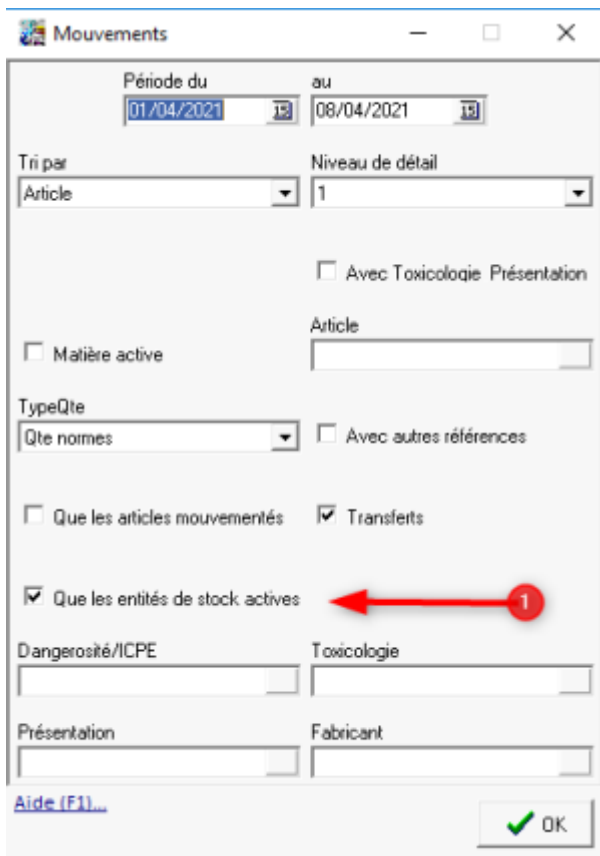 Mouvements
Période du au
01/04/2021 08/04/2021
Tri par Niveau de détail
Article 1
Avec Toxicologie Présentation
Article
Matière active
TypeQte
Qte normes Avec autres références
Que les articles mouvementés Transferts
Que les entités de stock actives 1
Dangerosité/ICPE Toxicologie
Présentation Fabricant
Aide (F1)...
OK